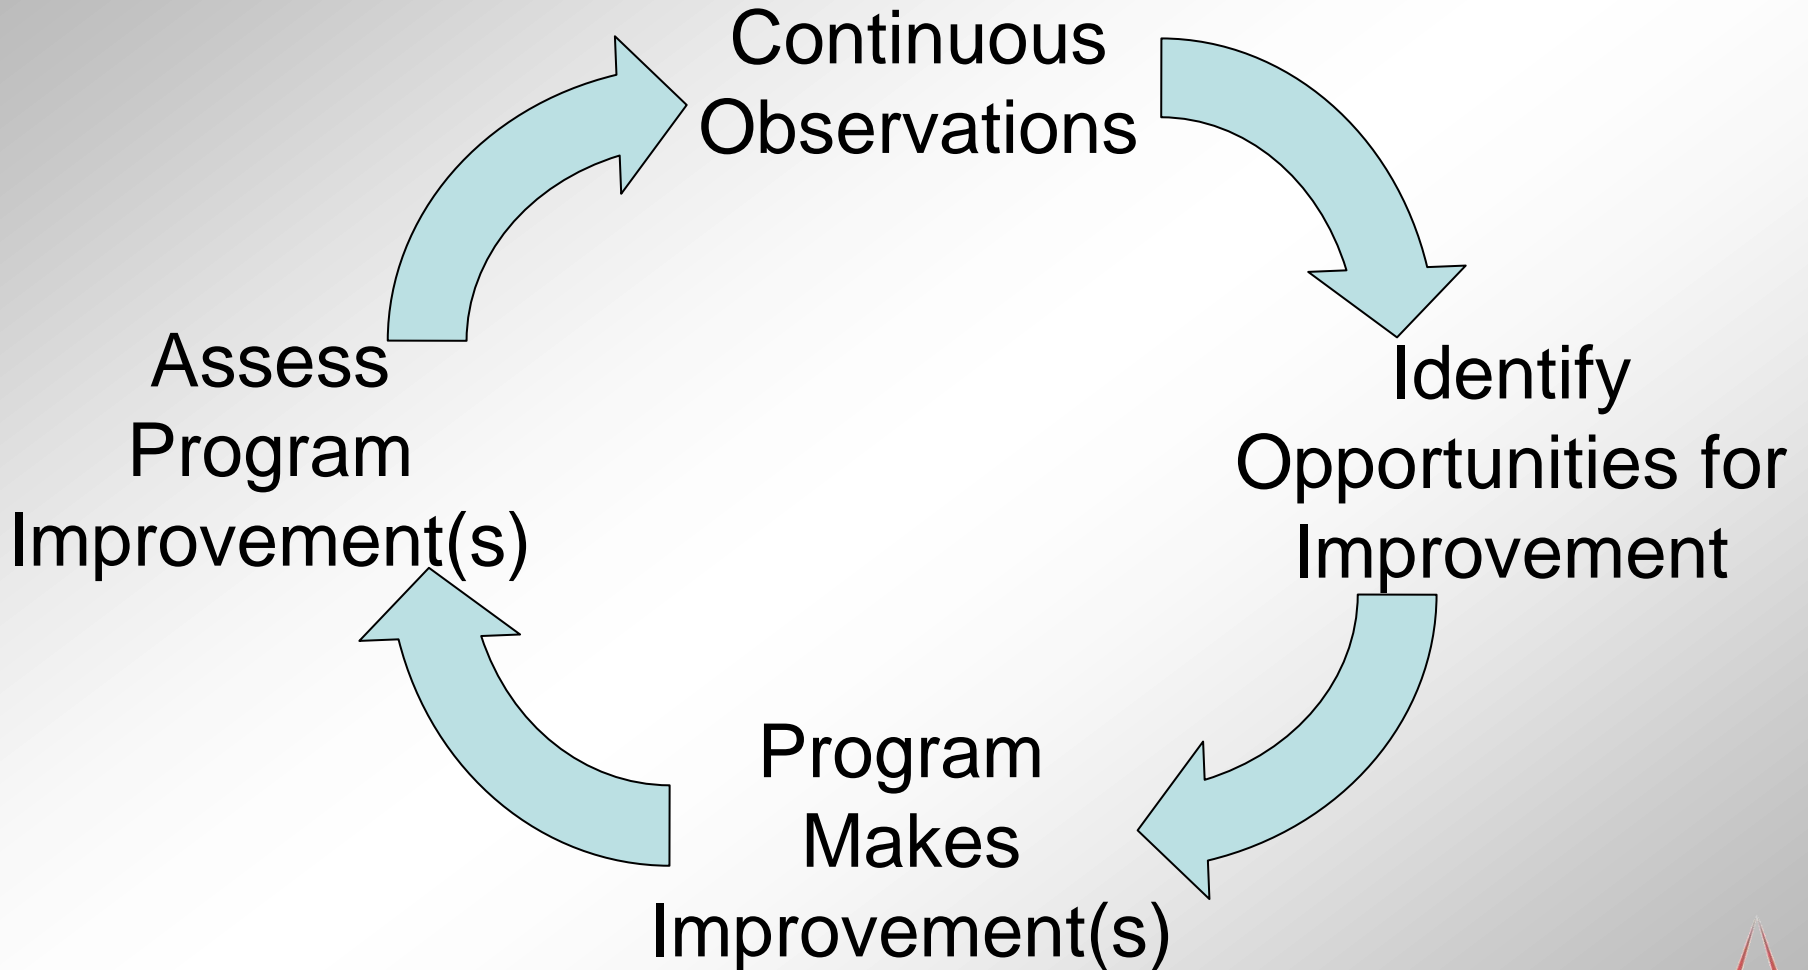 Continuous
Observations
Identify
Opportunities for
Improvement
Program
Makes
Improvement(s)
Assess
Program
Improvement(s)